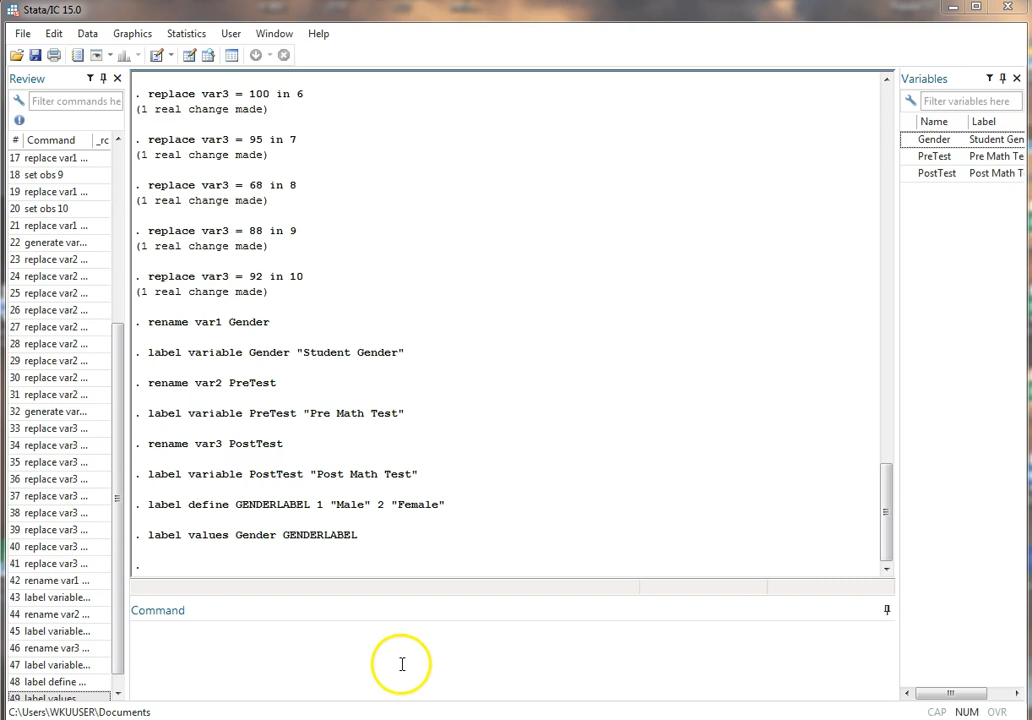 Stata/IC 15.0
File Edit Data Graphics Statistics User Window Help
Review
Filter commands he
# Command _rc
17 replace var1 ...
18 set obs 9
19 replace var1 ...
20 set obs 10
21 replace var1 ...
22 generate var...
23 replace var2 ...
24 replace var2 ...
25 replace var2 ...
26 replace var2 ...
27 replace var2 ...
28 replace var2 ...
29 replace var2 ...
30 replace var2 ...
31 replace var2 ...
32 generate var...
33 replace var3 ...
34 replace var3 ...
35 replace var3 ...
36 replace var3 ...
37 replace var3 ...
38 replace var3 ...
39 replace var3 ...
40 replace var3 ...
41 replace var3 ...
42 rename var1 ...
43 label variable...
44 rename var2 ...
45 label variable...
46 rename var3 ...
47 label variable...
48 label define ...
49 label values
. replace var3 = 100 in 6
(1 real change made)
. replace var3 = 95 in 7
(1 real change made)
. replace var3 = 68 in 8
(1 real change made)
. replace var3 = 88 in 9
(1 real change made)
. replace var3 = 92 in 10
(1 real change made)
. rename var1 Gender
. label variable Gender "Student Gender"
. rename var2 PreTest
. label variable PreTest "Pre Math Test"
. rename var3 PostTest
. label variable PostTest "Post Math Test"
. label define GENDERLABEL 1 "Male" 2 "Female"
. label values Gender GENDERLABEL
.
Command
Variables
Filter variables here
Name Label
Gender Student Gen
PreTest Pre Math Te
PostTest Post Math T
C:\Users\WKUUSER\Documents
CAP NUM OVR